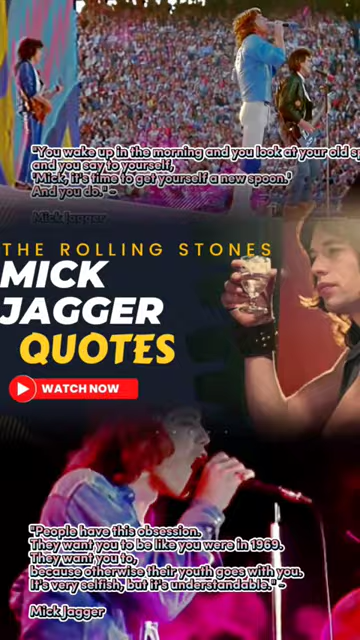 "You wake up in the morning and you look at your old sp
and you say to yourself,
'Mick, it's time to get yourself a new spoon.'
And you do." -
Mick Jagger
THE ROLLING STONES
MICK
JAGGER
QUOTES
WATCH NOW
"People have this obsession.
They want you to be like you were in 1969.
They want you to,
because otherwise their youth goes with you.
It's very selfish, but it's understandable." -
Mick Jagger